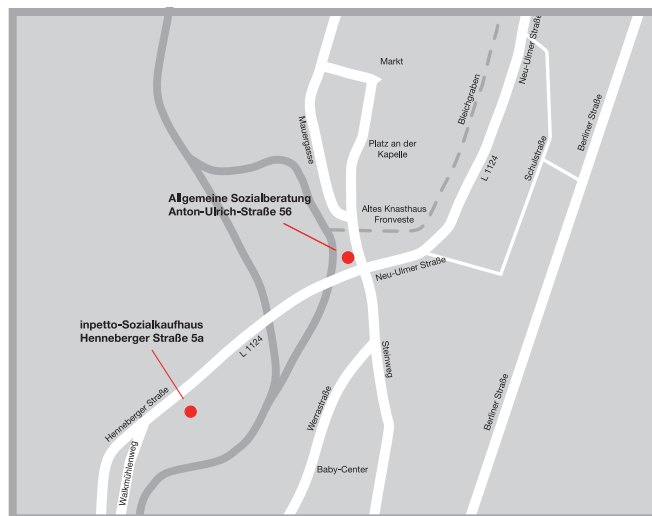 Markt
Neu-Ulmer Straße
Bleichgraben
Mauergasse
Berliner Straße
Platz an der
Kapelle
L 1124
Schulstraße
Allgemeine Sozialberatung
Anton-Ulrich-Straße 56
Altes Knasthaus
Fronveste
Neu-Ulmer Straße
inpetto-Sozialkaufhaus
Henneberger Straße 5a
L 1124
Steinweg
Henneberger Straße
Werrastraße
Berliner Straße
Walkmühlenweg
Baby-Center